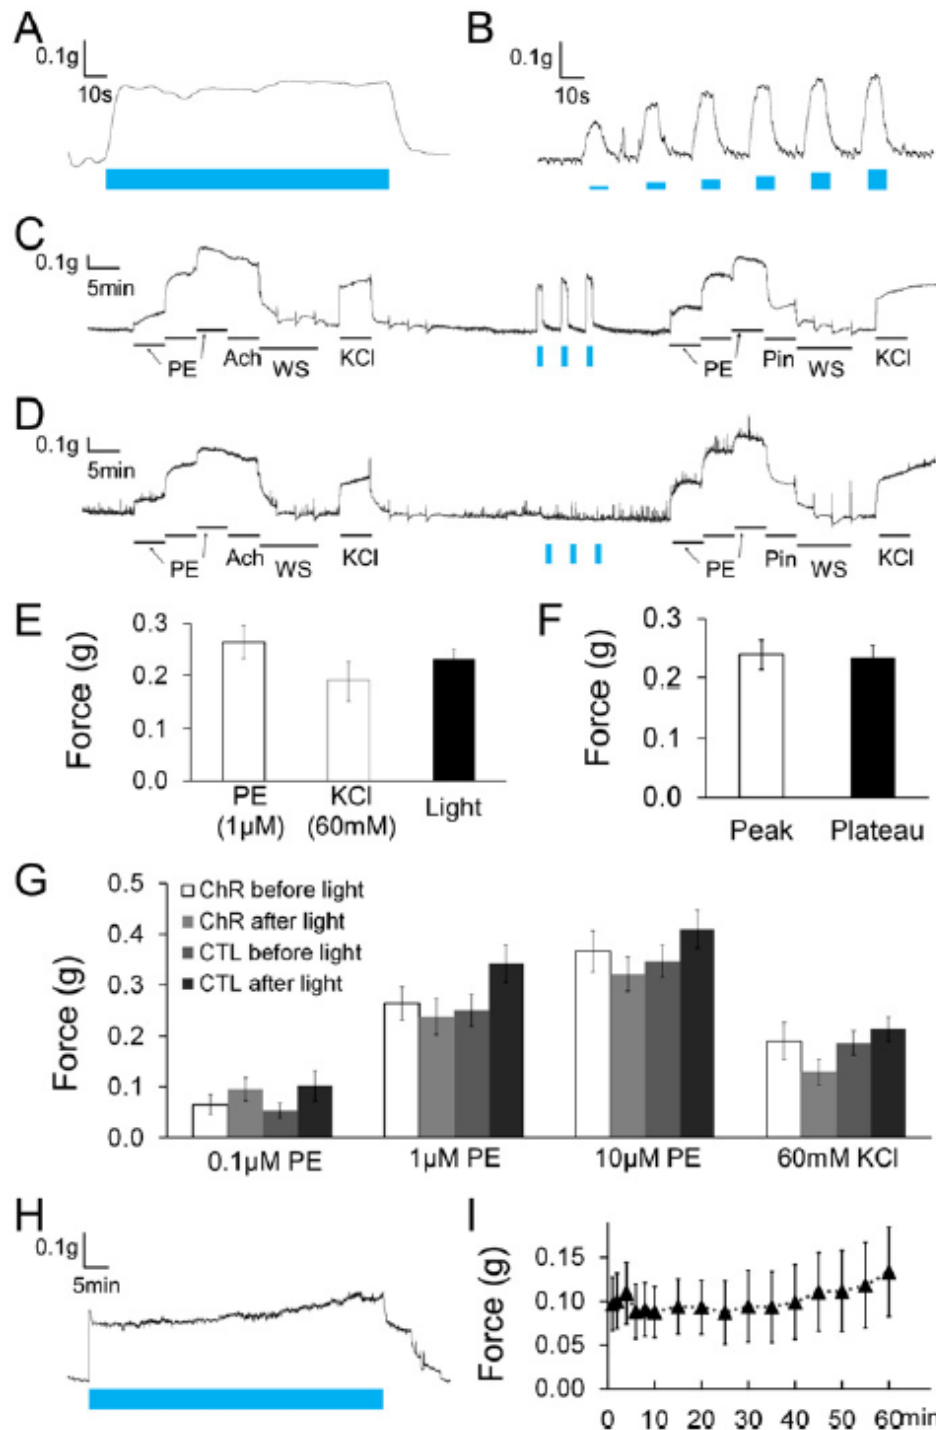 A
0.1g
10s
B
0.1g
10s
C
0.1g
5min
PE
Ach
WS
KCl
PE
Pin
WS
KCl
D
0.1g
5min
PE
Ach
WS
KCl
PE
Pin
WS
KCl
E
Force (g)
0.3
0.2
0.1
0.0
PE
(1µM)
KCl
(60mM)
Light
F
Force (g)
0.3
0.2
0.1
0.0
Peak
Plateau
G
Force (g)
0.5
0.4
0.3
0.2
0.1
0.0
ChR before light
ChR after light
CTL before light
CTL after light
0.1µM PE
1µM PE
10µM PE
60mM KCl
H
0.1g
5min
I
Force (g)
0.15
0.10
0.05
0.00
0 10 20 30 40 50 60min